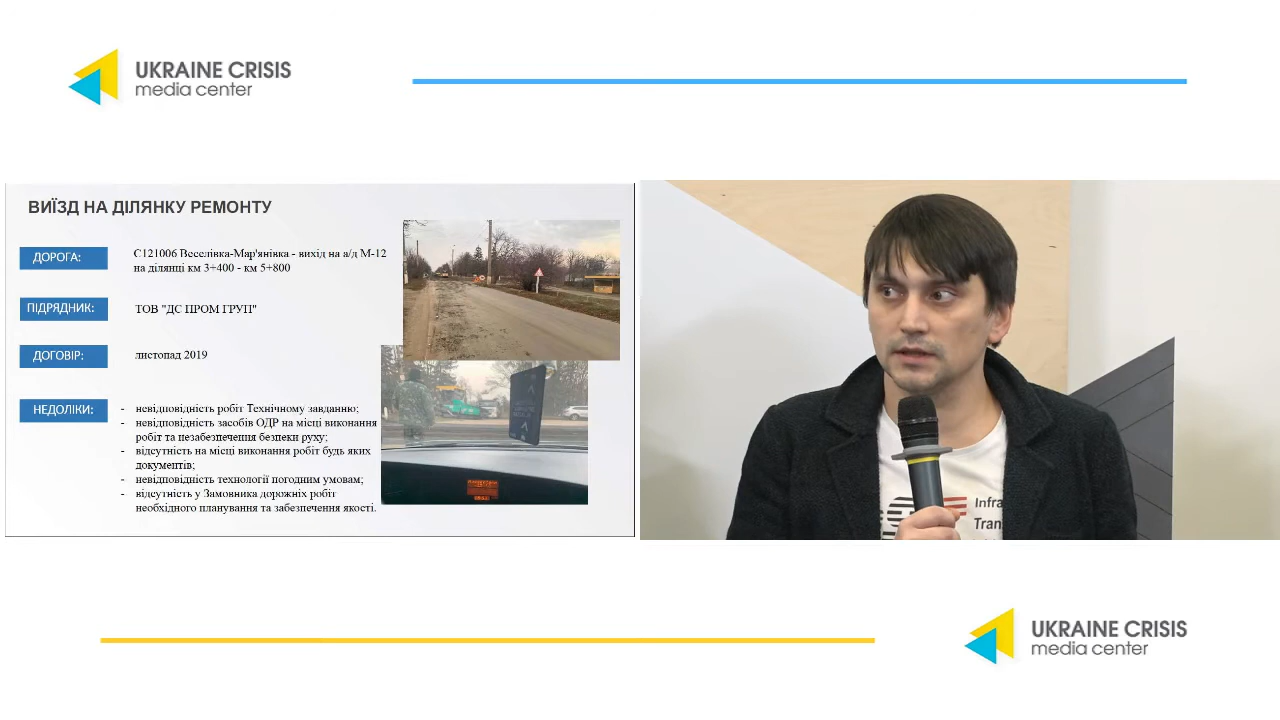 UKRAINE CRISIS
media center
ВИЇЗД НА ДІЛЯНКУ РЕМОНТУ
ДОРОГА:
С121006 Веселівка-Мар'янівка - вихід на а/д М-12
на ділянці км 3+400 - км 5+800
ПІДРЯДНИК:
ТОВ "ДС ПРОМ ГРУП"
ДОГОВІР:
листопад 2019
НЕДОЛІКИ:
- невідповідність робіт Технічному завданню;
- невідповідність засобів ОДР на місці виконання
робіт та незабезпечення безпеки руху;
- відсутність на місці виконання робіт будь яких
документів;
- невідповідність технології погодним умовам;
- відсутність у Замовника дорожніх робіт
необхідного планування та забезпечення якості.
Infra
Tran
UKRAINE CRISIS
media center